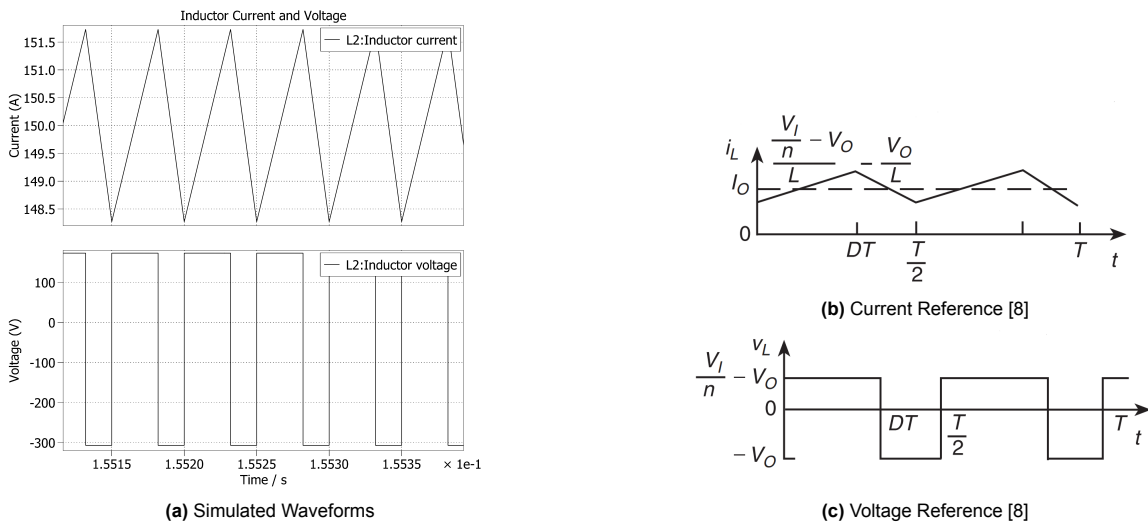 Inductor Current and Voltage
L2:Inductor current
Current (A)
151.5
151.0
150.5
150.0
149.5
149.0
148.5
L2:Inductor voltage
Voltage (V)
100
0
-100
-200
-300
1.5515 1.5520 1.5525 1.5530 1.5535 × 1e-1
Time / s
(a) Simulated Waveforms
i_L
V_I/n − V_O
L
− V_O/L
I_O
0
DT
T/2
T
t
(b) Current Reference [8]
v_L
V_I/n − V_O
0
DT
T/2
T
t
− V_O
(c) Voltage Reference [8]